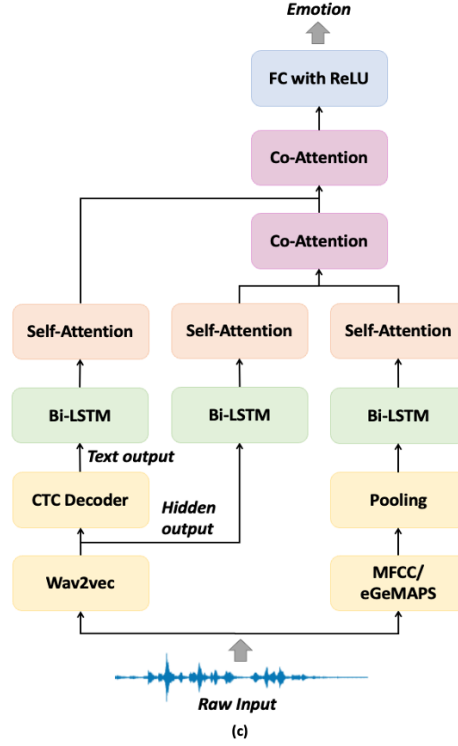 Emotion
FC with ReLU
Co-Attention
Co-Attention
Self-Attention
Self-Attention
Self-Attention
Bi-LSTM
Bi-LSTM
Bi-LSTM
Text output
CTC Decoder
Hidden
output
Pooling
Wav2vec
MFCC/
eGeMAPS
Raw Input
(c)